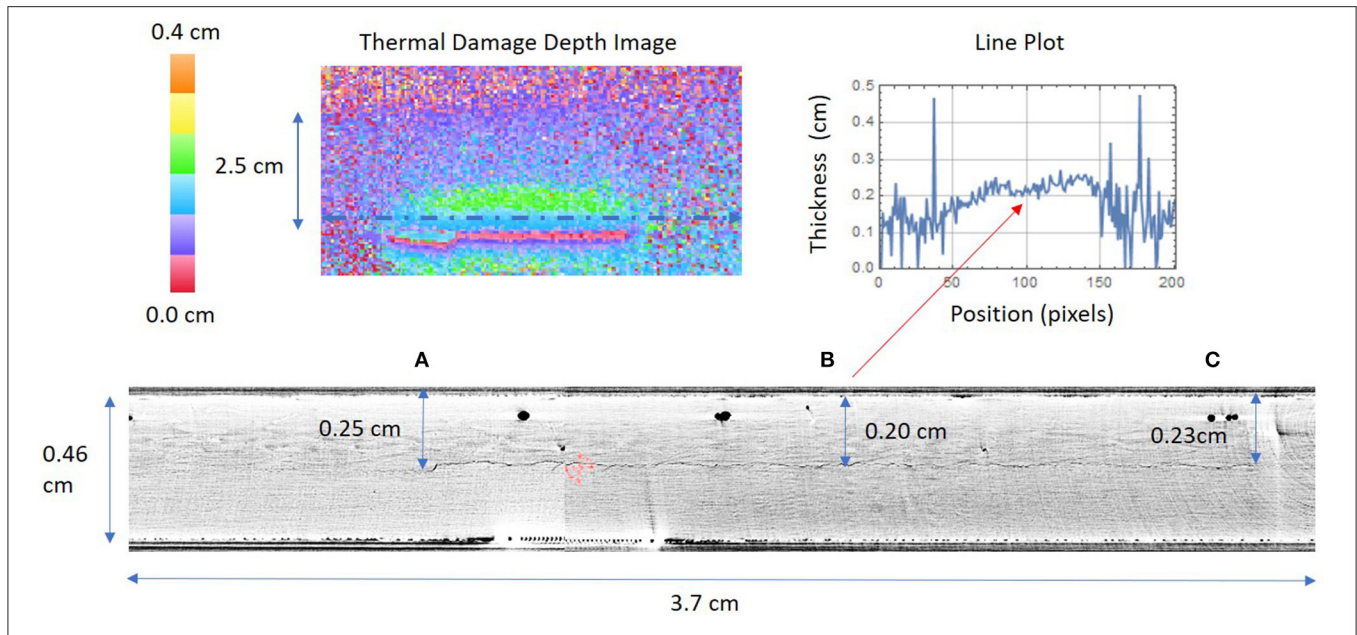 0.4 cm
Thermal Damage Depth Image
Line Plot
2.5 cm
0.0 cm
Thickness (cm)
0.5
0.4
0.3
0.2
0.1
0.0
0 50 100 150 200
Position (pixels)
A B C
0.46
cm
0.25 cm
0.20 cm
0.23cm
3.7 cm